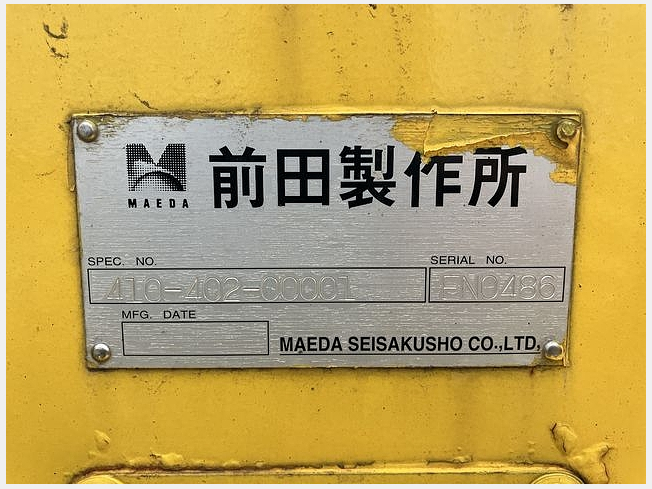 MAEDA
前田製作所
SPEC. NO.
SERIAL NO.
410-402-00001
FN0486
MFG. DATE
MAEDA SEISAKUSHO CO.,LTD,